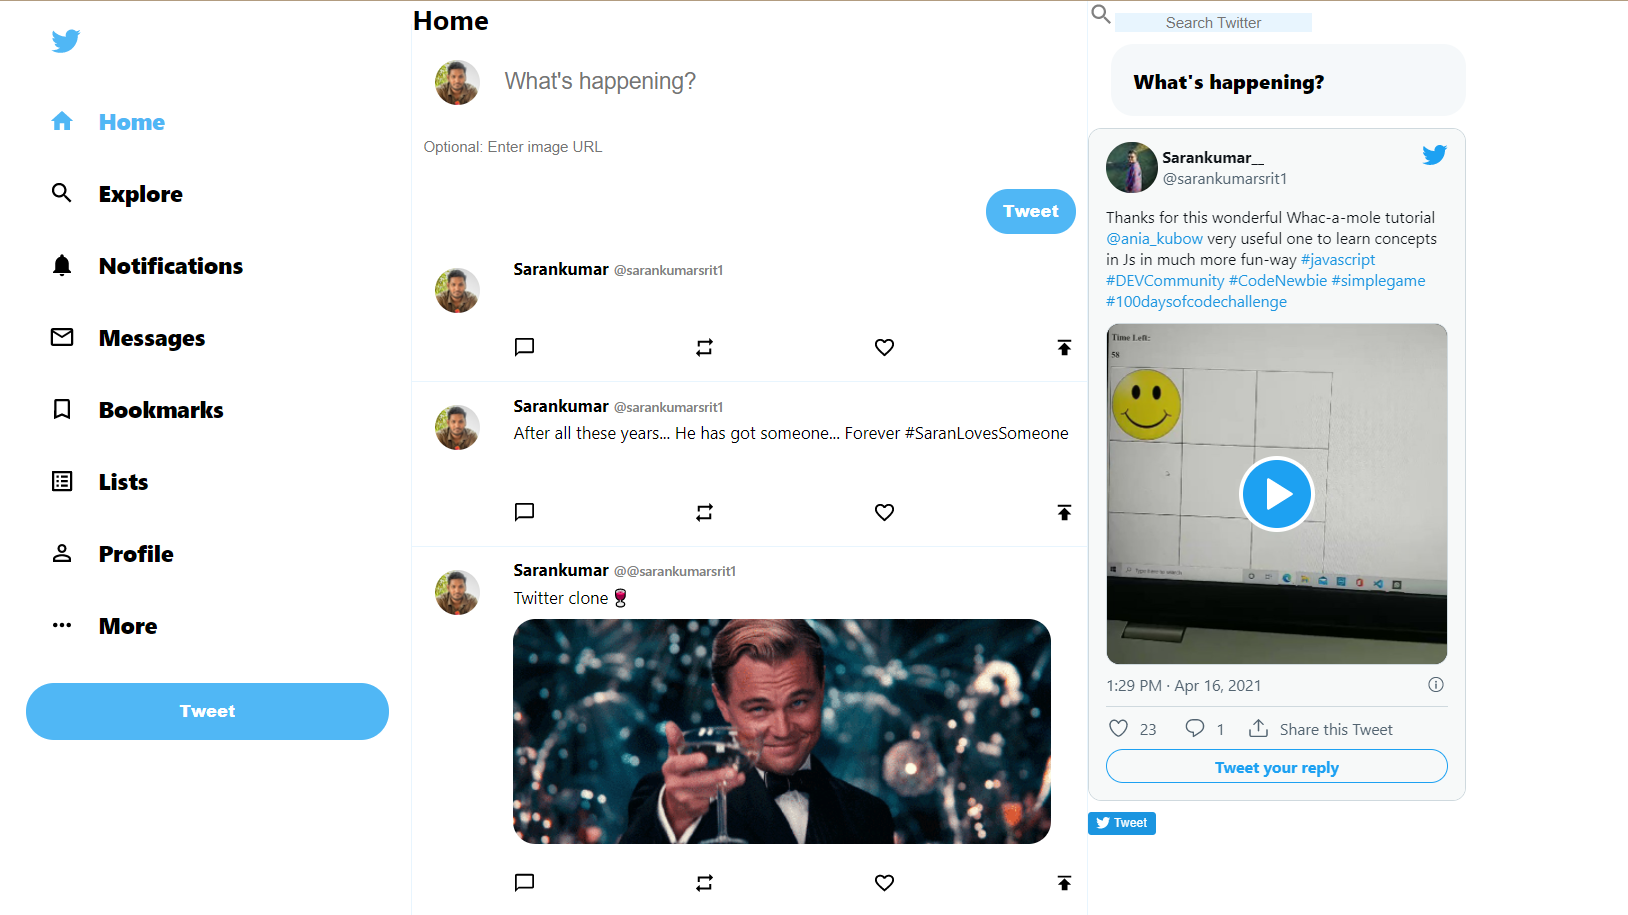 Home
Explore
Notifications
Messages
Bookmarks
Lists
Profile
More
Tweet
Home
What's happening?
Optional: Enter image URL
Tweet
Sarankumar @sarankumarsrit1
Sarankumar @sarankumarsrit1
After all these years... He has got someone... Forever #SaranLovesSomeone
Sarankumar @@sarankumarsrit1
Twitter clone🍷
Search Twitter
What's happening?
Sarankumar__
@sarankumarsrit1
Thanks for this wonderful Whac-a-mole tutorial
@ania_kubow very useful one to learn concepts
in Js in much more fun-way #javascript
#DEVCommunity #CodeNewbie #simplegame
#100daysofcodechallenge
Time Left:
58
1:29 PM · Apr 16, 2021
23 1 Share this Tweet
Tweet your reply
Tweet